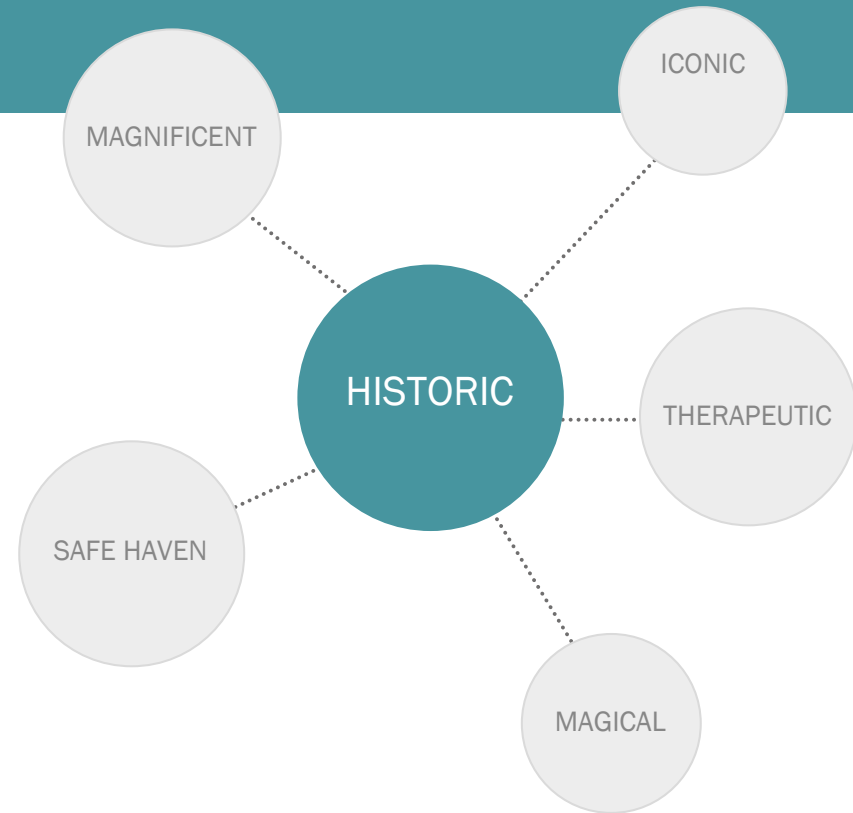 ICONIC
MAGNIFICENT
HISTORIC
THERAPEUTIC
SAFE HAVEN
MAGICAL